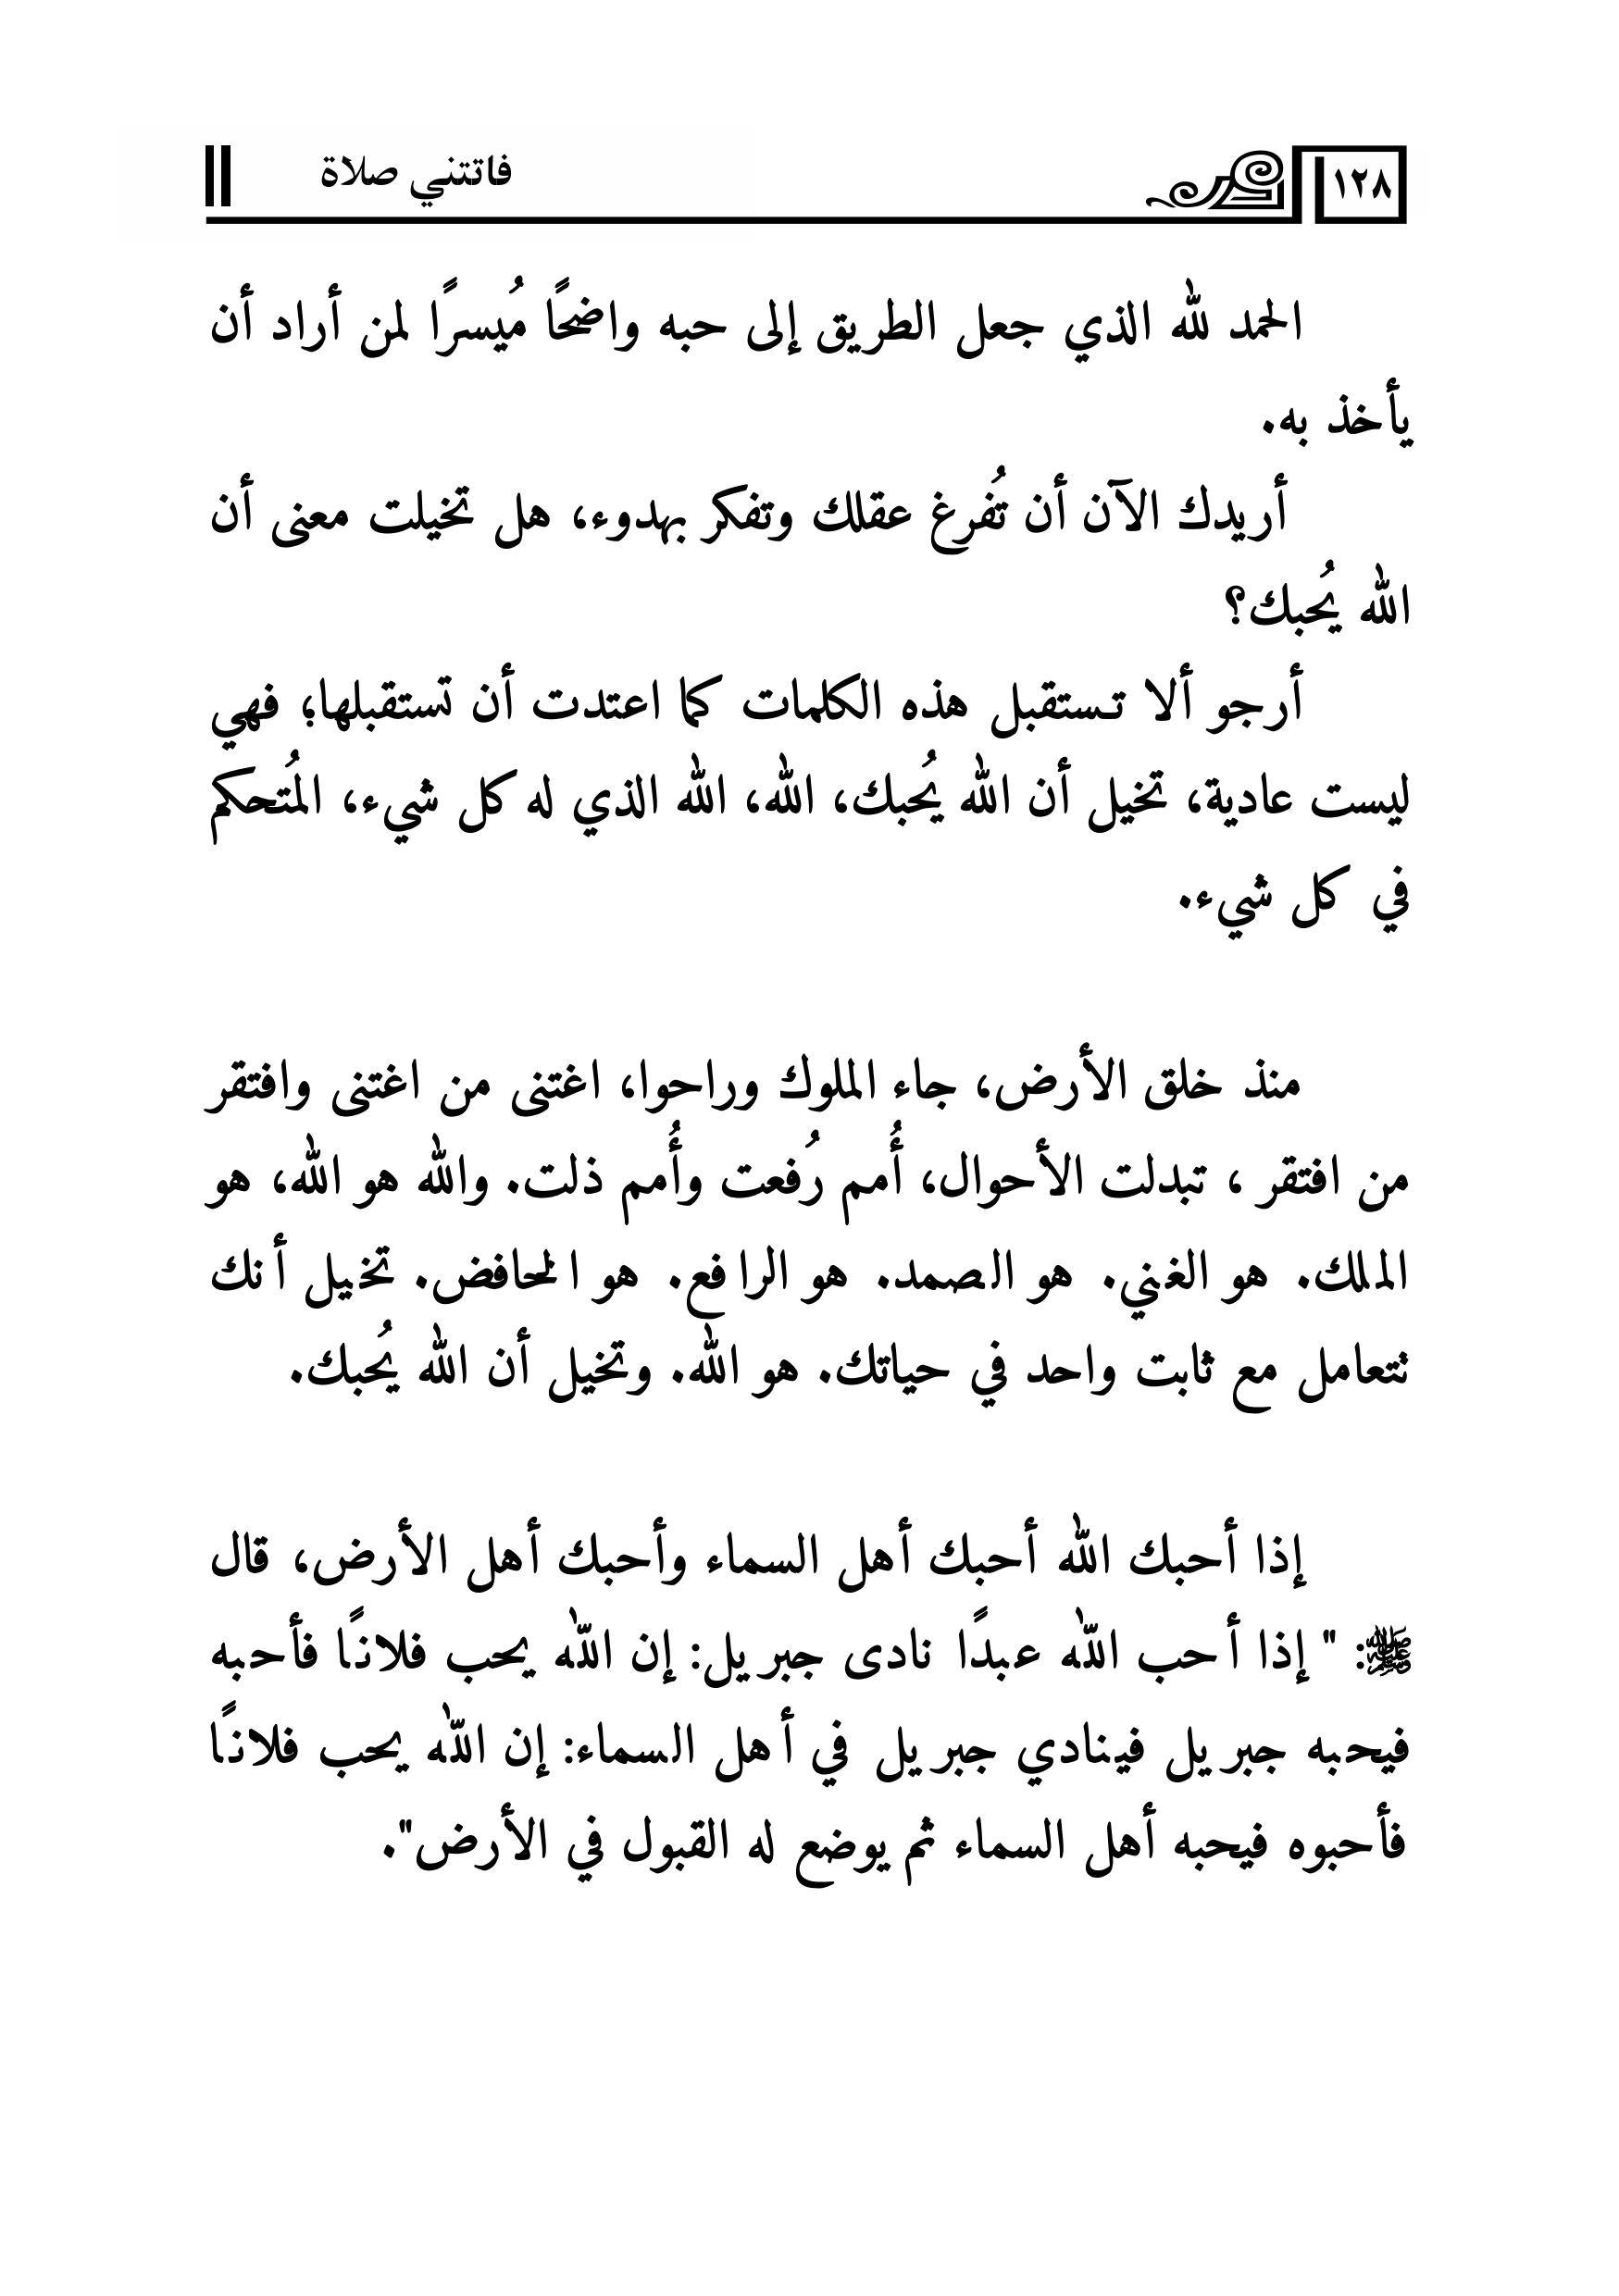 ١٢٨
فاتتني صلاة
الحمد لله الذي جعل الطريق إلى حبه واضحًا مُيسرًا لمن أراد أن
يأخذ به.
أريدك الآن أن تُفرغ عقلك وتفكر بهدوء، هل تخيلت معنى أن
الله يُحبك؟
أرجو ألا تستقبل هذه الكلمات كما اعتدت أن تستقبلها؛ فهي
ليست عادية، تخيل أن الله يُحبك، الله، الله الذي له كل شيء، المُتحكم
في كل شيء.
منذ خلق الأرض، جاء الملوك وراحوا، اغتنى من اغتنى وافتقر
من افتقر ، تبدلت الأحوال، أُمم رُفعت وأُمم ذلت. والله هو الله، هو
الملك. هو الغني. هو الصمد. هو الرافع. هو الخافض. تخيل أنك
تتعامل مع ثابت واحد في حياتك. هو الله. وتخيل أن الله يُحبك.
إذا أحبك الله أحبك أهل السماء وأحبك أهل الأرض، قال
ﷺ: " إذا أحب الله عبدًا نادى جبريل: إن الله يحب فلانًا فأحبه
فيحبه جبريل فينادي جبريل في أهل السماء: إن الله يحب فلانًا
فأحبوه فيحبه أهل السماء ثم يوضع له القبول في الأرض".